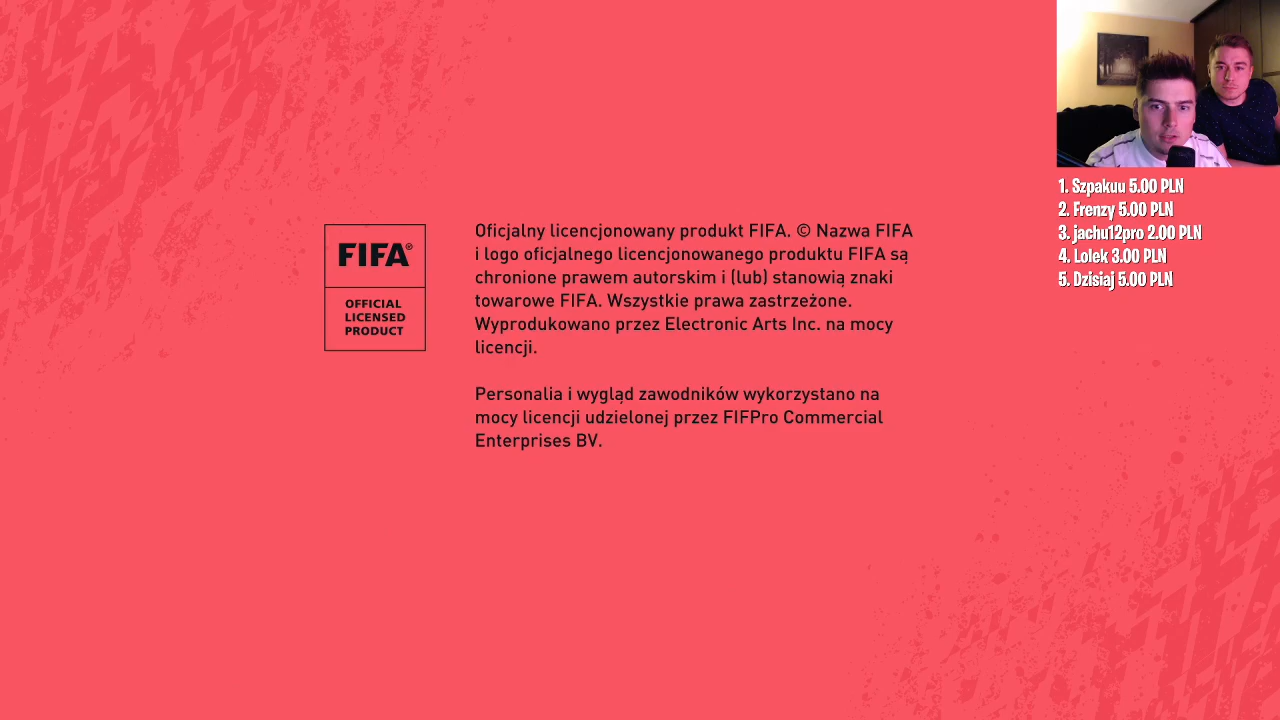 FIFA®
OFFICIAL
LICENSED
PRODUCT
Oficjalny licencjonowany produkt FIFA. © Nazwa FIFA
i logo oficjalnego licencjonowanego produktu FIFA są
chronione prawem autorskim i (lub) stanowią znaki
towarowe FIFA. Wszystkie prawa zastrzeżone.
Wyprodukowano przez Electronic Arts Inc. na mocy
licencji.
Personalia i wygląd zawodników wykorzystano na
mocy licencji udzielonej przez FIFPro Commercial
Enterprises BV.
1. Szpakuu 5.00 PLN
2. Frenzy 5.00 PLN
3. jachu12pro 2.00 PLN
4. Lolek 3.00 PLN
5. Dzisiaj 5.00 PLN